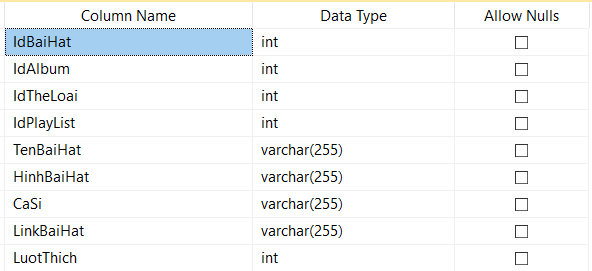 Column Name Data Type Allow Nulls
IdBaiHat int
IdAlbum int
IdTheLoai int
IdPlayList int
TenBaiHat varchar(255)
HinhBaiHat varchar(255)
CaSi varchar(255)
LinkBaiHat varchar(255)
LuotThich int